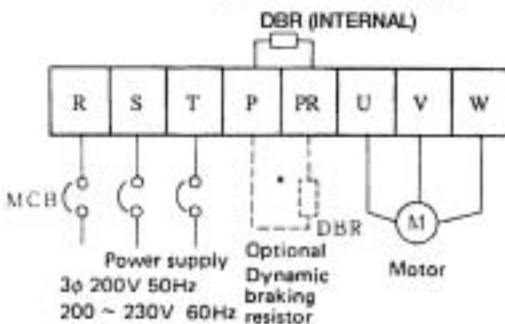 DBR (INTERNAL)
R S T P PR U V W
MCB
DBR
M
Power supply
3φ 200V 50Hz
200 ~ 230V 60Hz
Optional
Dynamic
braking
resistor
Motor